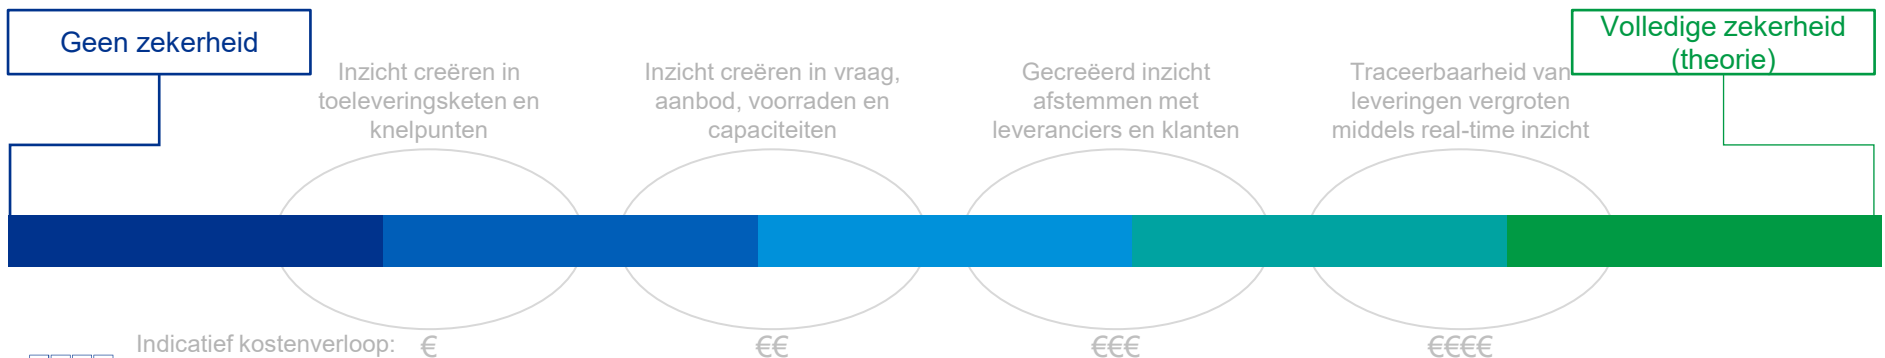 Geen zekerheid
Volledige zekerheid
(theorie)
Inzicht creëren in
toeleveringsketen en
knelpunten
Inzicht creëren in vraag,
aanbod, voorraden en
capaciteiten
Gecreëerd inzicht
afstemmen met
leveranciers en klanten
Traceerbaarheid van
leveringen vergroten
middels real-time inzicht
Indicatief kostenverloop: € €€ €€€ €€€€